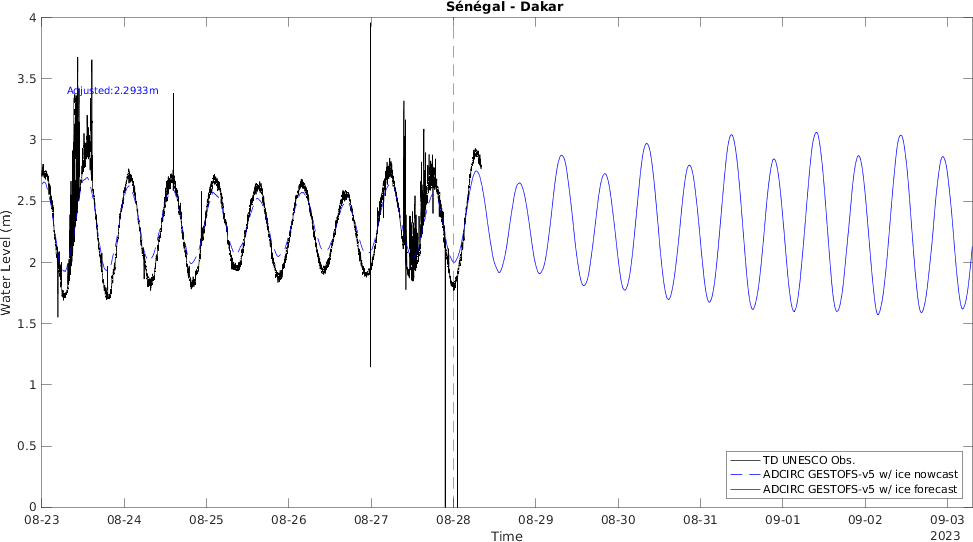 Sénégal - Dakar
4
3.5
3
2.5
2
1.5
1
0.5
0
Water Level (m)
Adjusted:2.2933m
TD UNESCO Obs.
ADCIRC GESTOFS-v5 w/ ice nowcast
ADCIRC GESTOFS-v5 w/ ice forecast
08-23 08-24 08-25 08-26 08-27 08-28 08-29 08-30 08-31 09-01 09-02 09-03
Time
2023